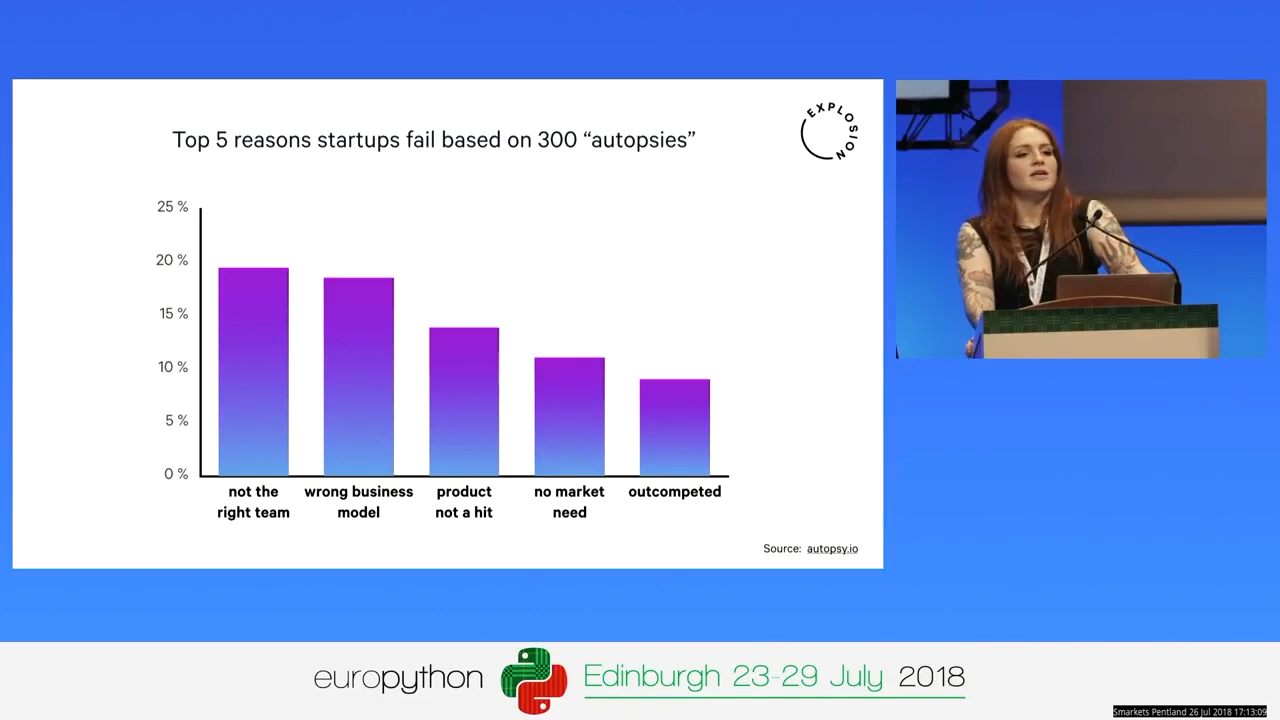 Top 5 reasons startups fail based on 300 “autopsies”
EXPLOSION
25 %
20 %
15 %
10 %
5 %
0 %
not the
right team
wrong business
model
product
not a hit
no market
need
outcompeted
Source: autopsy.io
europython
Edinburgh 23-29 July 2018
Smarkets Pentland 26 Jul 2018 17:13:09